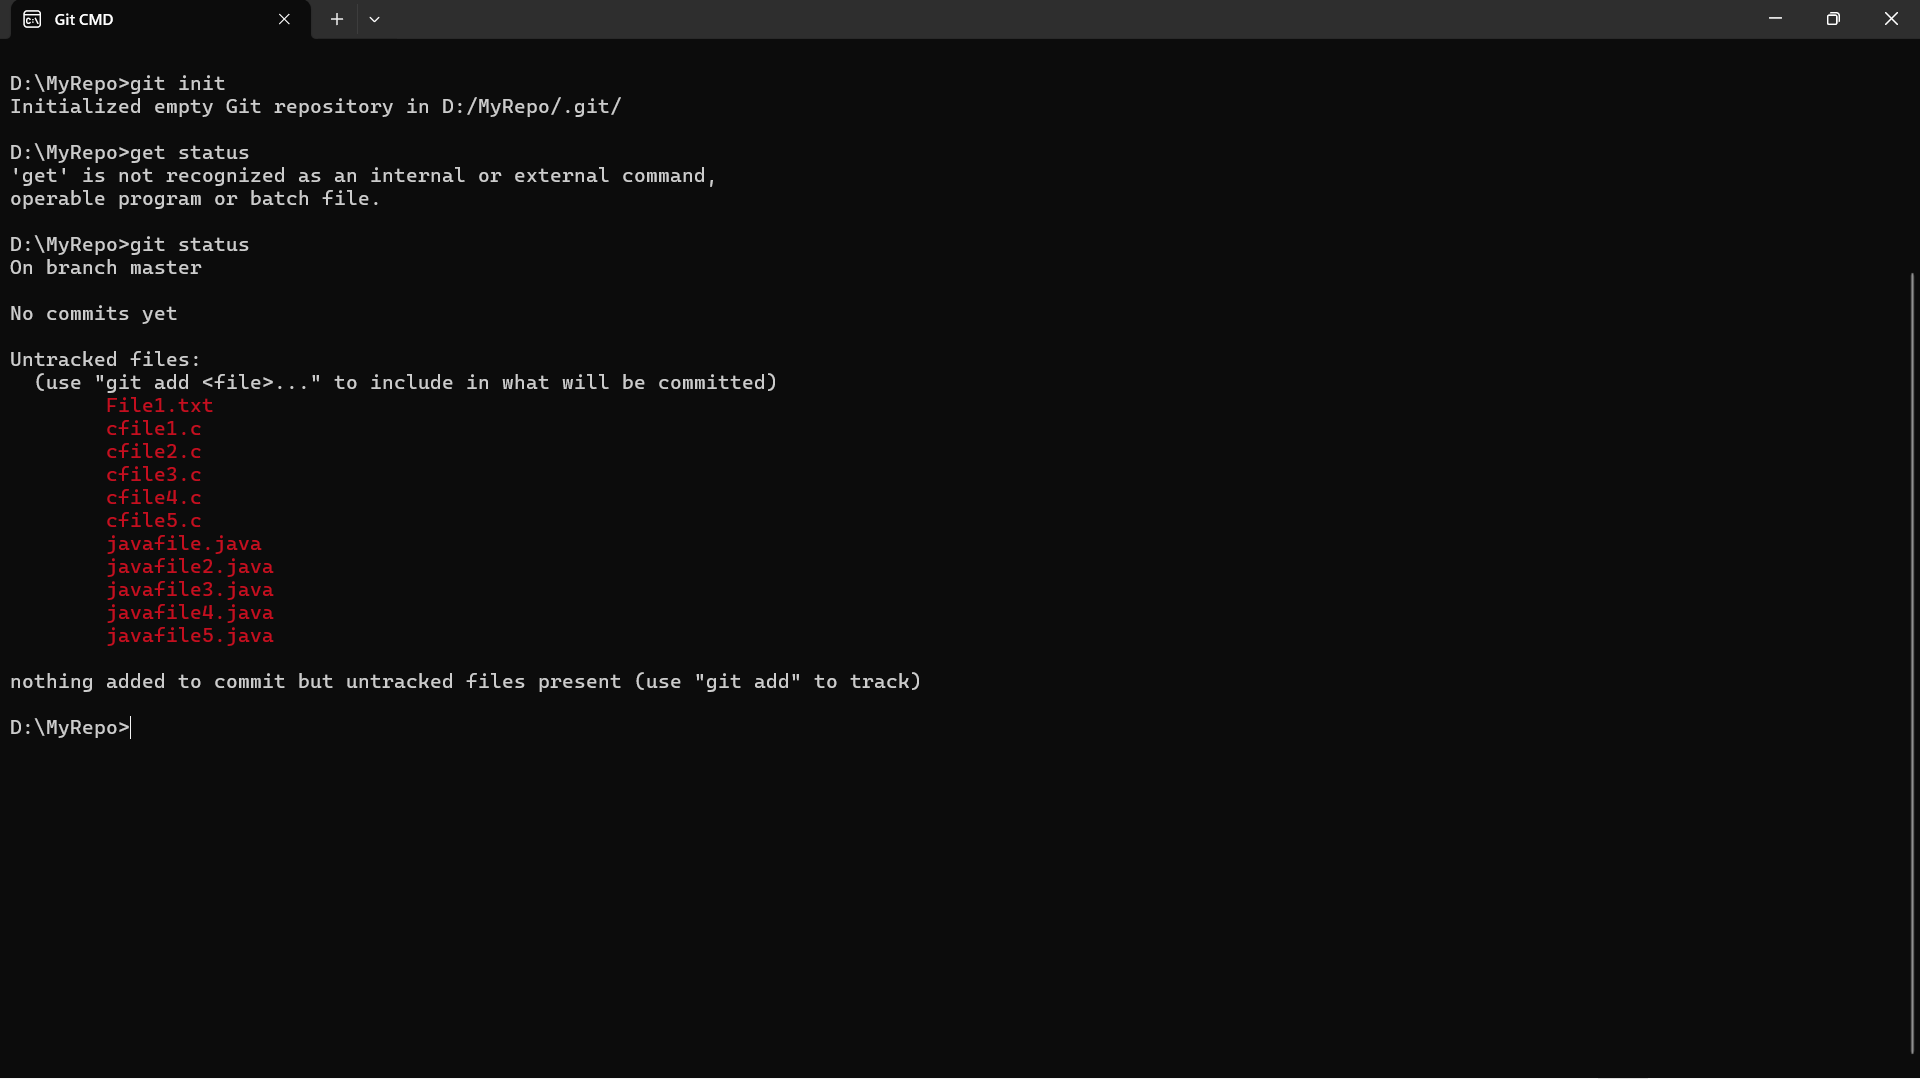 Git CMD
D:\MyRepo>git init
Initialized empty Git repository in D:/MyRepo/.git/
D:\MyRepo>get status
'get' is not recognized as an internal or external command,
operable program or batch file.
D:\MyRepo>git status
On branch master
No commits yet
Untracked files:
  (use "git add <file>..." to include in what will be committed)
        File1.txt
        cfile1.c
        cfile2.c
        cfile3.c
        cfile4.c
        cfile5.c
        javafile.java
        javafile2.java
        javafile3.java
        javafile4.java
        javafile5.java
nothing added to commit but untracked files present (use "git add" to track)
D:\MyRepo>